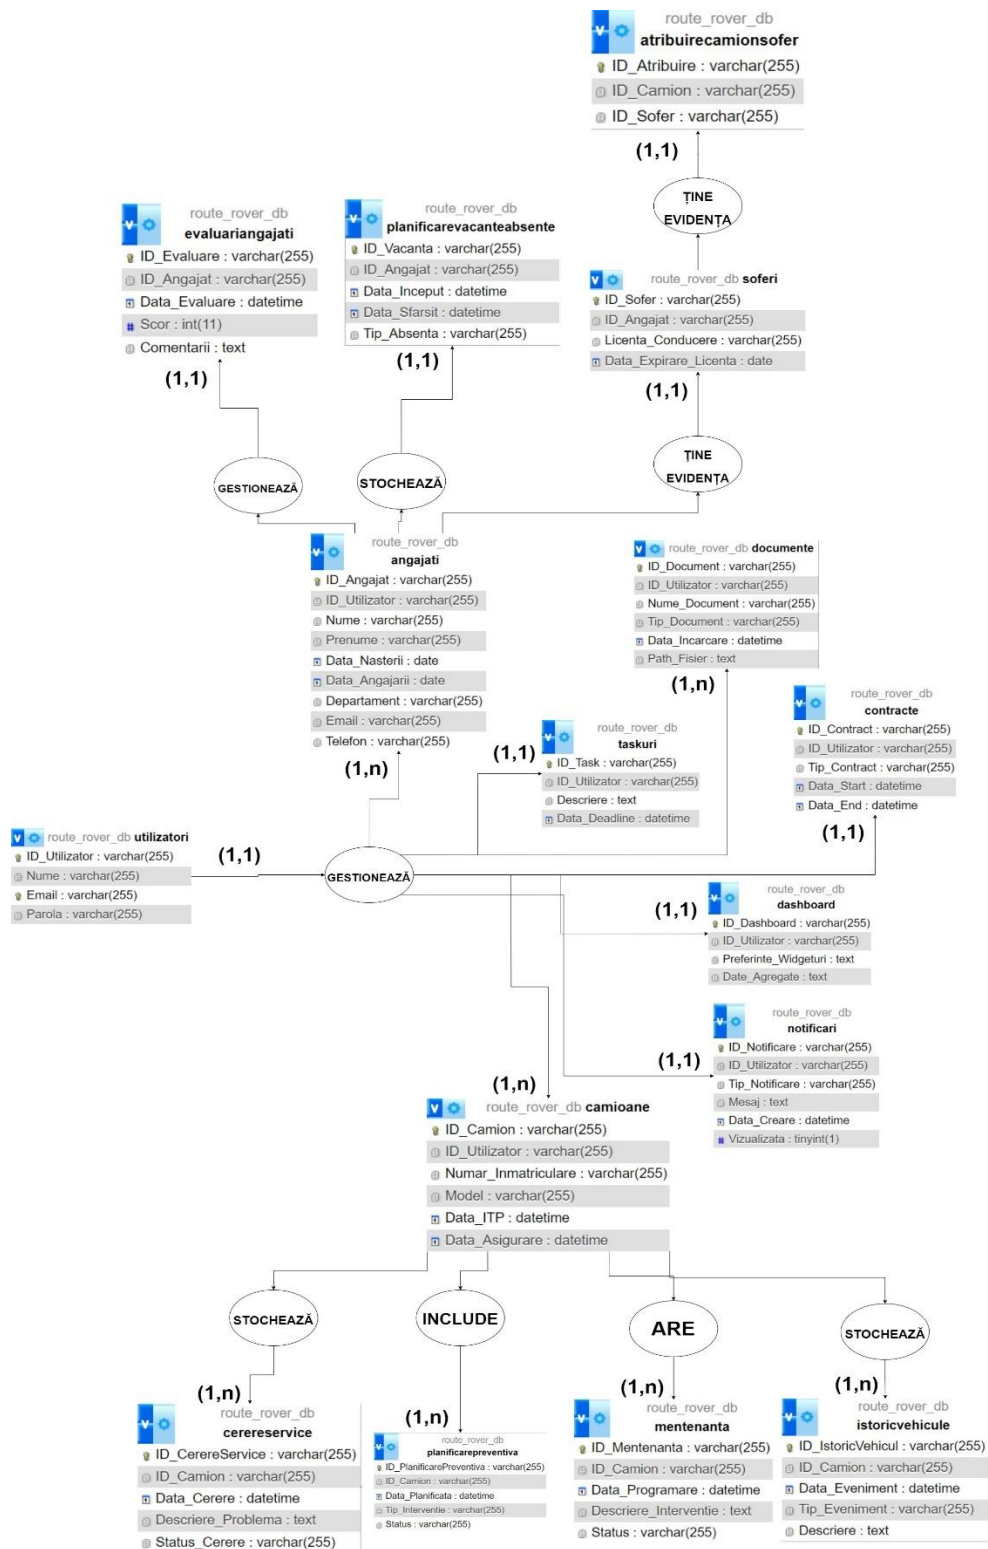 route_rover_db
atribuirecamionsofer
ID_Atribuire : varchar(255)
ID_Camion : varchar(255)
ID_Sofer : varchar(255)
(1,1)
ȚINE
EVIDENȚA
route_rover_db
evaluariangajati
ID_Evaluare : varchar(255)
ID_Angajat : varchar(255)
Data_Evaluare : datetime
Scor : int(11)
Comentarii : text
(1,1)
route_rover_db
planificarevacanteabsente
ID_Vacanta : varchar(255)
ID_Angajat : varchar(255)
Data_Inceput : datetime
Data_Sfarsit : datetime
Tip_Absenta : varchar(255)
(1,1)
route_rover_db soferi
ID_Sofer : varchar(255)
ID_Angajat : varchar(255)
Licenta_Conducere : varchar(255)
Data_Expirare_Licenta : date
(1,1)
GESTIONEAZĂ
STOCHEAZĂ
ȚINE
EVIDENȚA
route_rover_db
angajati
ID_Angajat : varchar(255)
ID_Utilizator : varchar(255)
Nume : varchar(255)
Prenume : varchar(255)
Data_Nasterii : date
Data_Angajarii : date
Departament : varchar(255)
Email : varchar(255)
Telefon : varchar(255)
(1,n)
route_rover_db documente
ID_Document : varchar(255)
ID_Utilizator : varchar(255)
Nume_Document : varchar(255)
Tip_Document : varchar(255)
Data_Incarcare : datetime
Path_Fisier : text
(1,n)
route_rover_db
contracte
ID_Contract : varchar(255)
ID_Utilizator : varchar(255)
Tip_Contract : varchar(255)
Data_Start : datetime
Data_End : datetime
(1,1)
(1,1)
route_rover_db
taskuri
ID_Task : varchar(255)
ID_Utilizator : varchar(255)
Descriere : text
Data_Deadline : datetime
route_rover_db utilizatori
ID_Utilizator : varchar(255)
Nume : varchar(255)
Email : varchar(255)
Parola : varchar(255)
(1,1)
GESTIONEAZĂ
(1,1)
route_rover_db
dashboard
ID_Dashboard : varchar(255)
ID_Utilizator : varchar(255)
Preferinte_Widgeturi : text
Date_Agregate : text
(1,1)
route_rover_db
notificari
ID_Notificare : varchar(255)
ID_Utilizator : varchar(255)
Tip_Notificare : varchar(255)
Mesaj : text
Data_Creare : datetime
Vizualizata : tinyint(1)
(1,n)
route_rover_db camioane
ID_Camion : varchar(255)
ID_Utilizator : varchar(255)
Numar_Inmatriculare : varchar(255)
Model : varchar(255)
Data_ITP : datetime
Data_Asigurare : datetime
STOCHEAZĂ
INCLUDE
ARE
STOCHEAZĂ
(1,n)
route_rover_db
cerereservice
ID_CerereService : varchar(255)
ID_Camion : varchar(255)
Data_Cerere : datetime
Descriere_Problema : text
Status_Cerere : varchar(255)
(1,n)
route_rover_db
planificarepreventiva
ID_PlanificaroPreventiva : varchar(255)
ID_Camion : varchar(255)
Data_Planificata : datetime
Tip_Interventie : varchar(255)
Status : varchar(255)
(1,n)
route_rover_db
mentenanta
ID_Mentenanta : varchar(255)
ID_Camion : varchar(255)
Data_Programare : datetime
Descriere_Interventie : text
Status : varchar(255)
(1,n)
route_rover_db
istoricvehicule
ID_IstoricVehicul : varchar(255)
ID_Camion : varchar(255)
Data_Eveniment : datetime
Tip_Eveniment : varchar(255)
Descriere : text